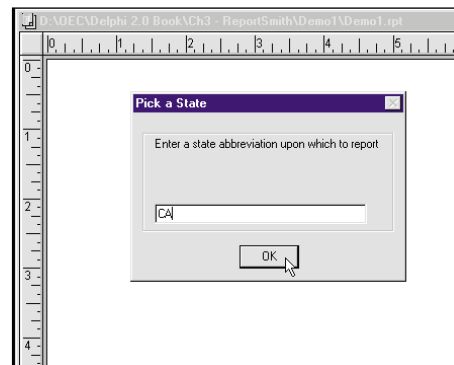 D:\OEC\Delphi 2.0 Book\Ch3 - ReportSmith\Demo1\Demo1.rpt
0 1 2 3 4 5
0
Pick a State
1
Enter a state abbreviation upon which to report
2
CA
OK
3
4